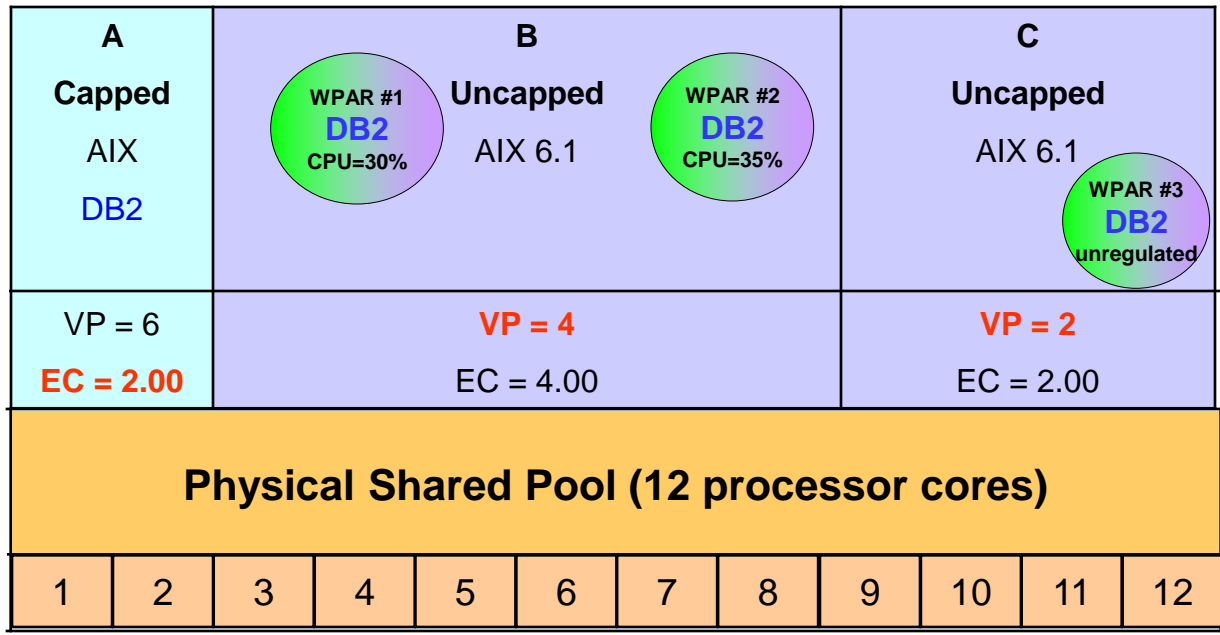 A
Capped
AIX
DB2
B
Uncapped
AIX 6.1
WPAR #1
DB2
CPU=30%
WPAR #2
DB2
CPU=35%
C
Uncapped
AIX 6.1
WPAR #3
DB2
unregulated
VP = 6
EC = 2.00
VP = 4
EC = 4.00
VP = 2
EC = 2.00
Physical Shared Pool (12 processor cores)
1 2 3 4 5 6 7 8 9 10 11 12